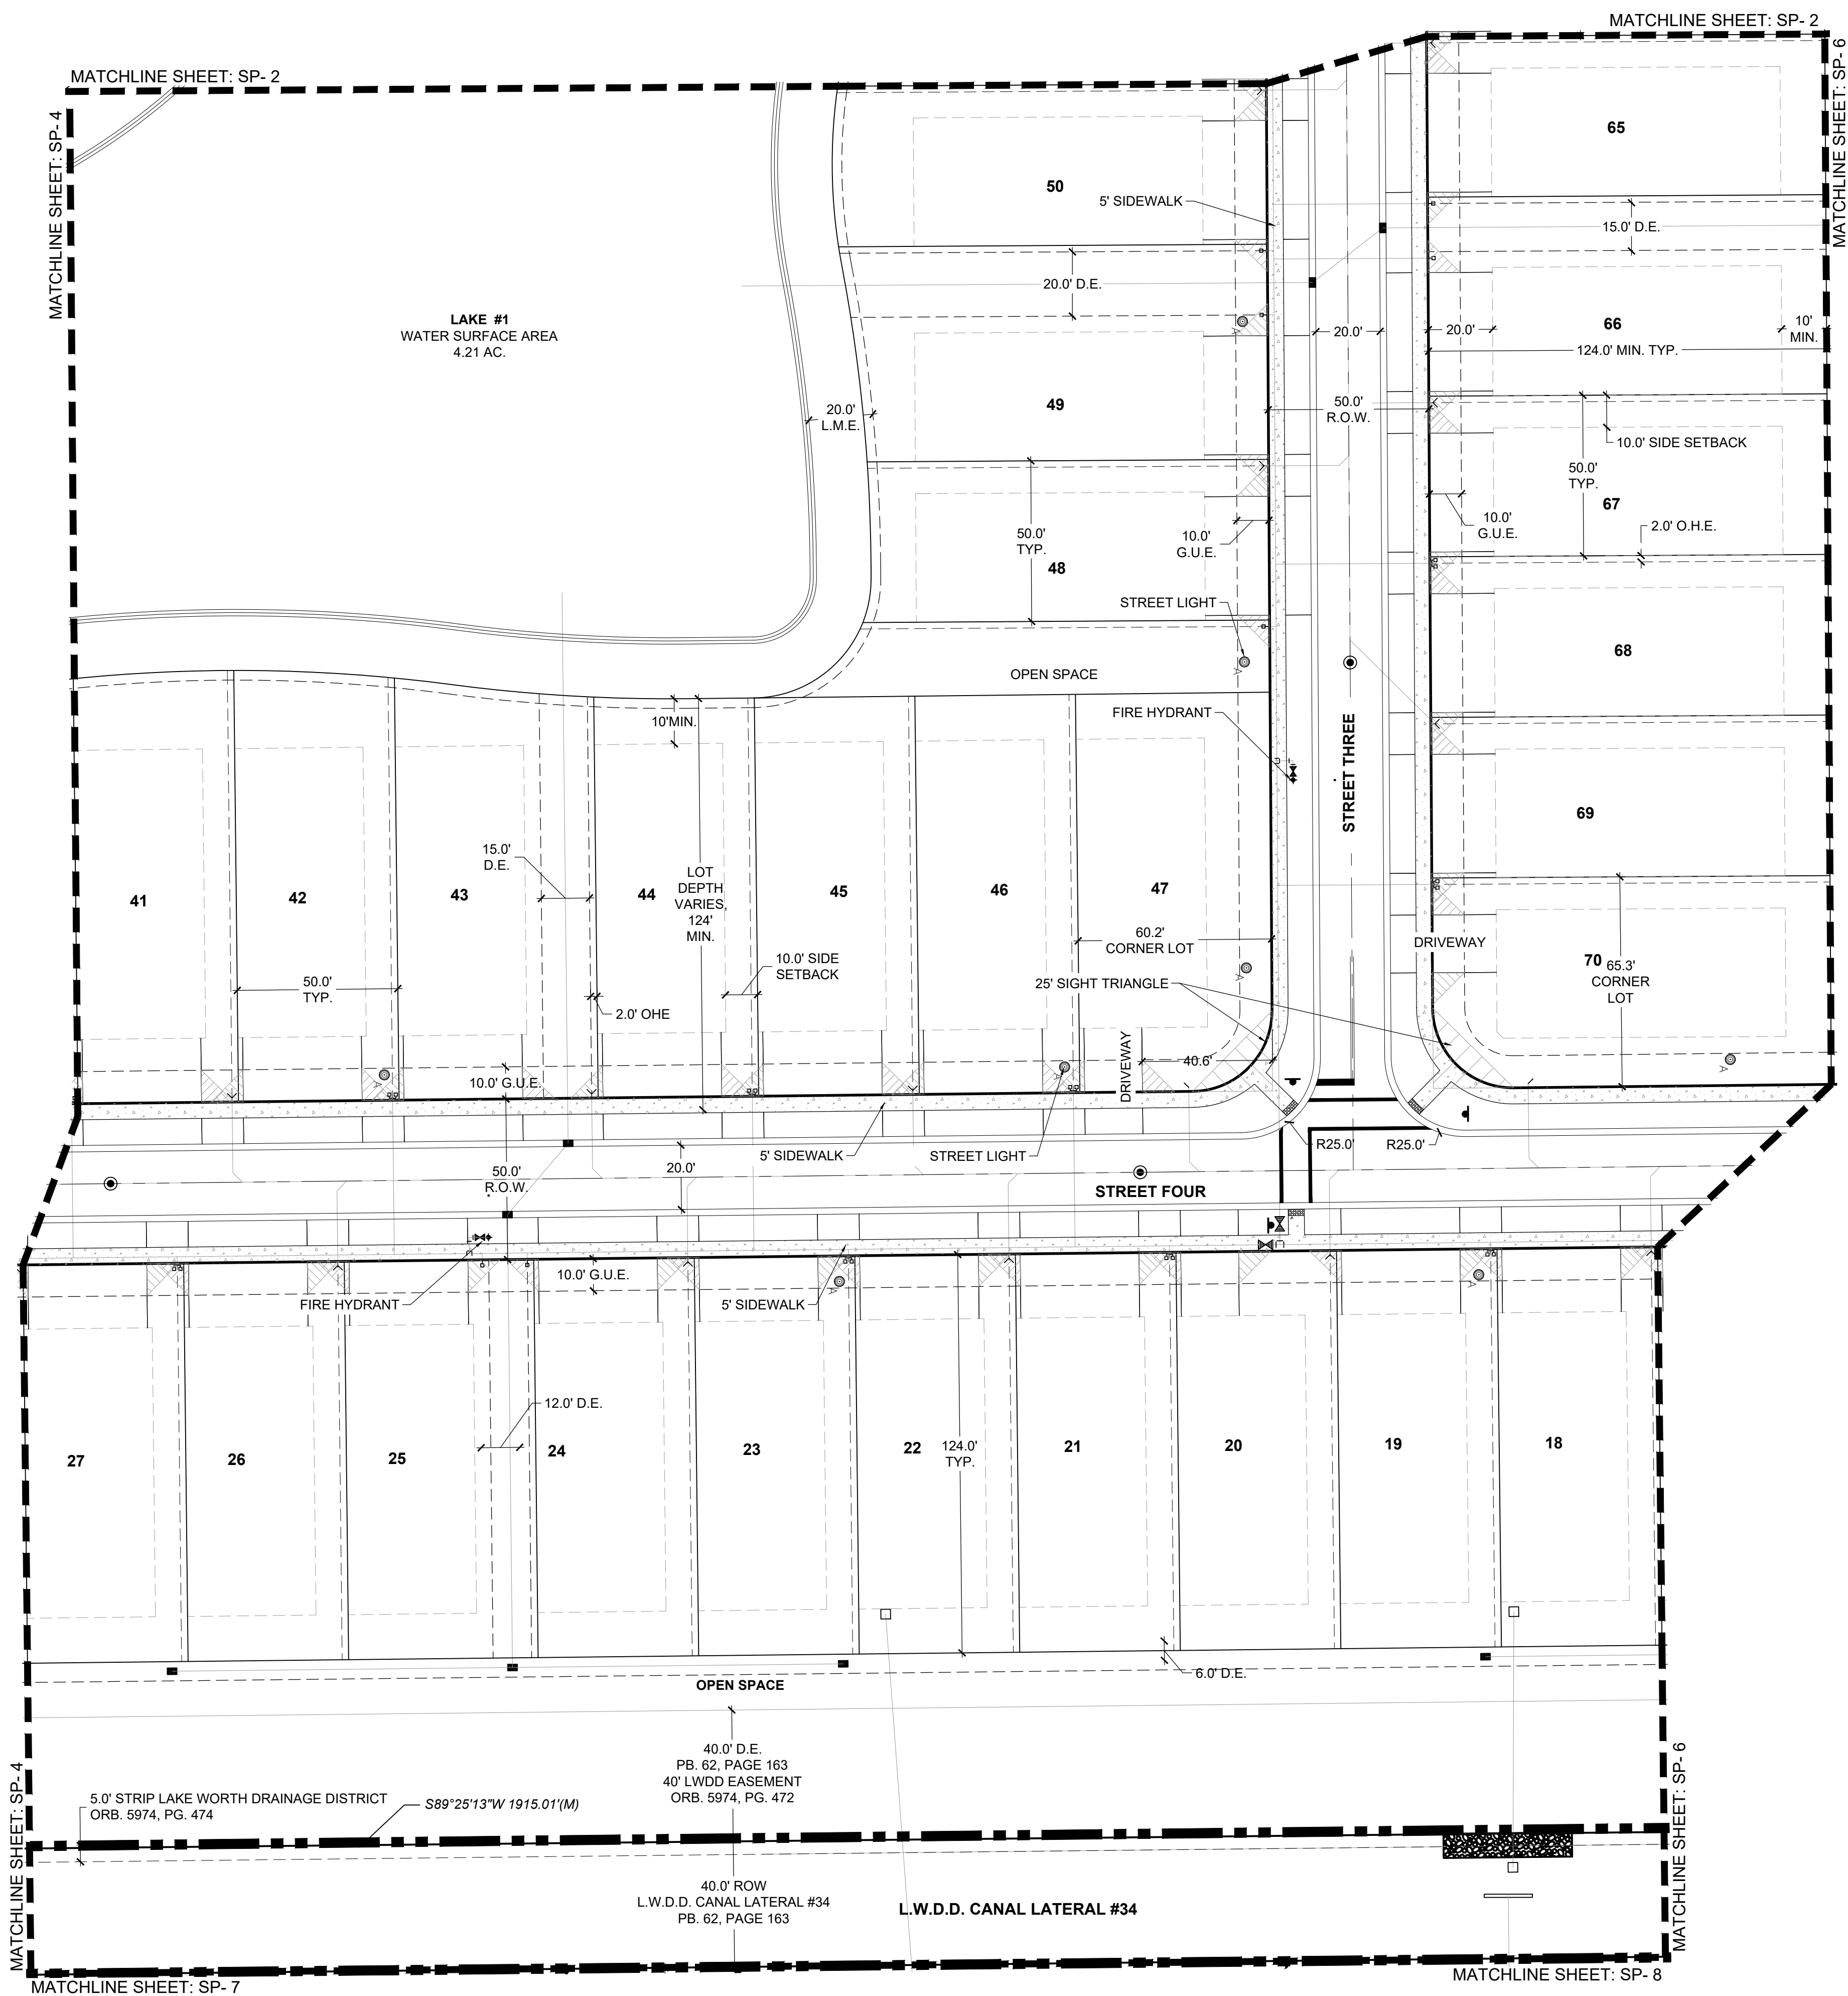 MATCHLINE SHEET: SP- 2
MATCHLINE SHEET: SP- 2
MATCHLINE SHEET: SP- 4
MATCHLINE SHEET: SP- 6
65
50
5' SIDEWALK
15.0' D.E.
20.0' D.E.
LAKE #1
WATER SURFACE AREA
4.21 AC.
20.0'
20.0'
66
10'
MIN.
124.0' MIN. TYP.
20.0'
L.M.E.
49
50.0'
R.O.W.
10.0' SIDE SETBACK
50.0'
TYP.
67
10.0'
G.U.E.
2.0' O.H.E.
50.0'
TYP.
10.0'
G.U.E.
48
STREET LIGHT
68
OPEN SPACE
FIRE HYDRANT
10'MIN.
STREET THREE
69
15.0'
D.E.
41
42
43
44
LOT
DEPTH
VARIES,
124'
MIN.
45
46
47
60.2'
CORNER LOT
DRIVEWAY
70
65.3'
CORNER
LOT
10.0' SIDE
SETBACK
50.0'
TYP.
25' SIGHT TRIANGLE
2.0' OHE
DRIVEWAY
40.6'
10.0' G.U.E.
R25.0'
R25.0'
5' SIDEWALK
STREET LIGHT
50.0'
R.O.W.
20.0'
STREET FOUR
10.0' G.U.E.
FIRE HYDRANT
5' SIDEWALK
12.0' D.E.
27
26
25
24
23
22
124.0'
TYP.
21
20
19
18
6.0' D.E.
OPEN SPACE
40.0' D.E.
PB. 62, PAGE 163
40' LWDD EASEMENT
ORB. 5974, PG. 472
5.0' STRIP LAKE WORTH DRAINAGE DISTRICT
ORB. 5974, PG. 474
S89°25'13"W 1915.01'(M)
MATCHLINE SHEET: SP- 4
MATCHLINE SHEET: SP- 6
40.0' ROW
L.W.D.D. CANAL LATERAL #34
PB. 62, PAGE 163
L.W.D.D. CANAL LATERAL #34
MATCHLINE SHEET: SP- 7
MATCHLINE SHEET: SP- 8